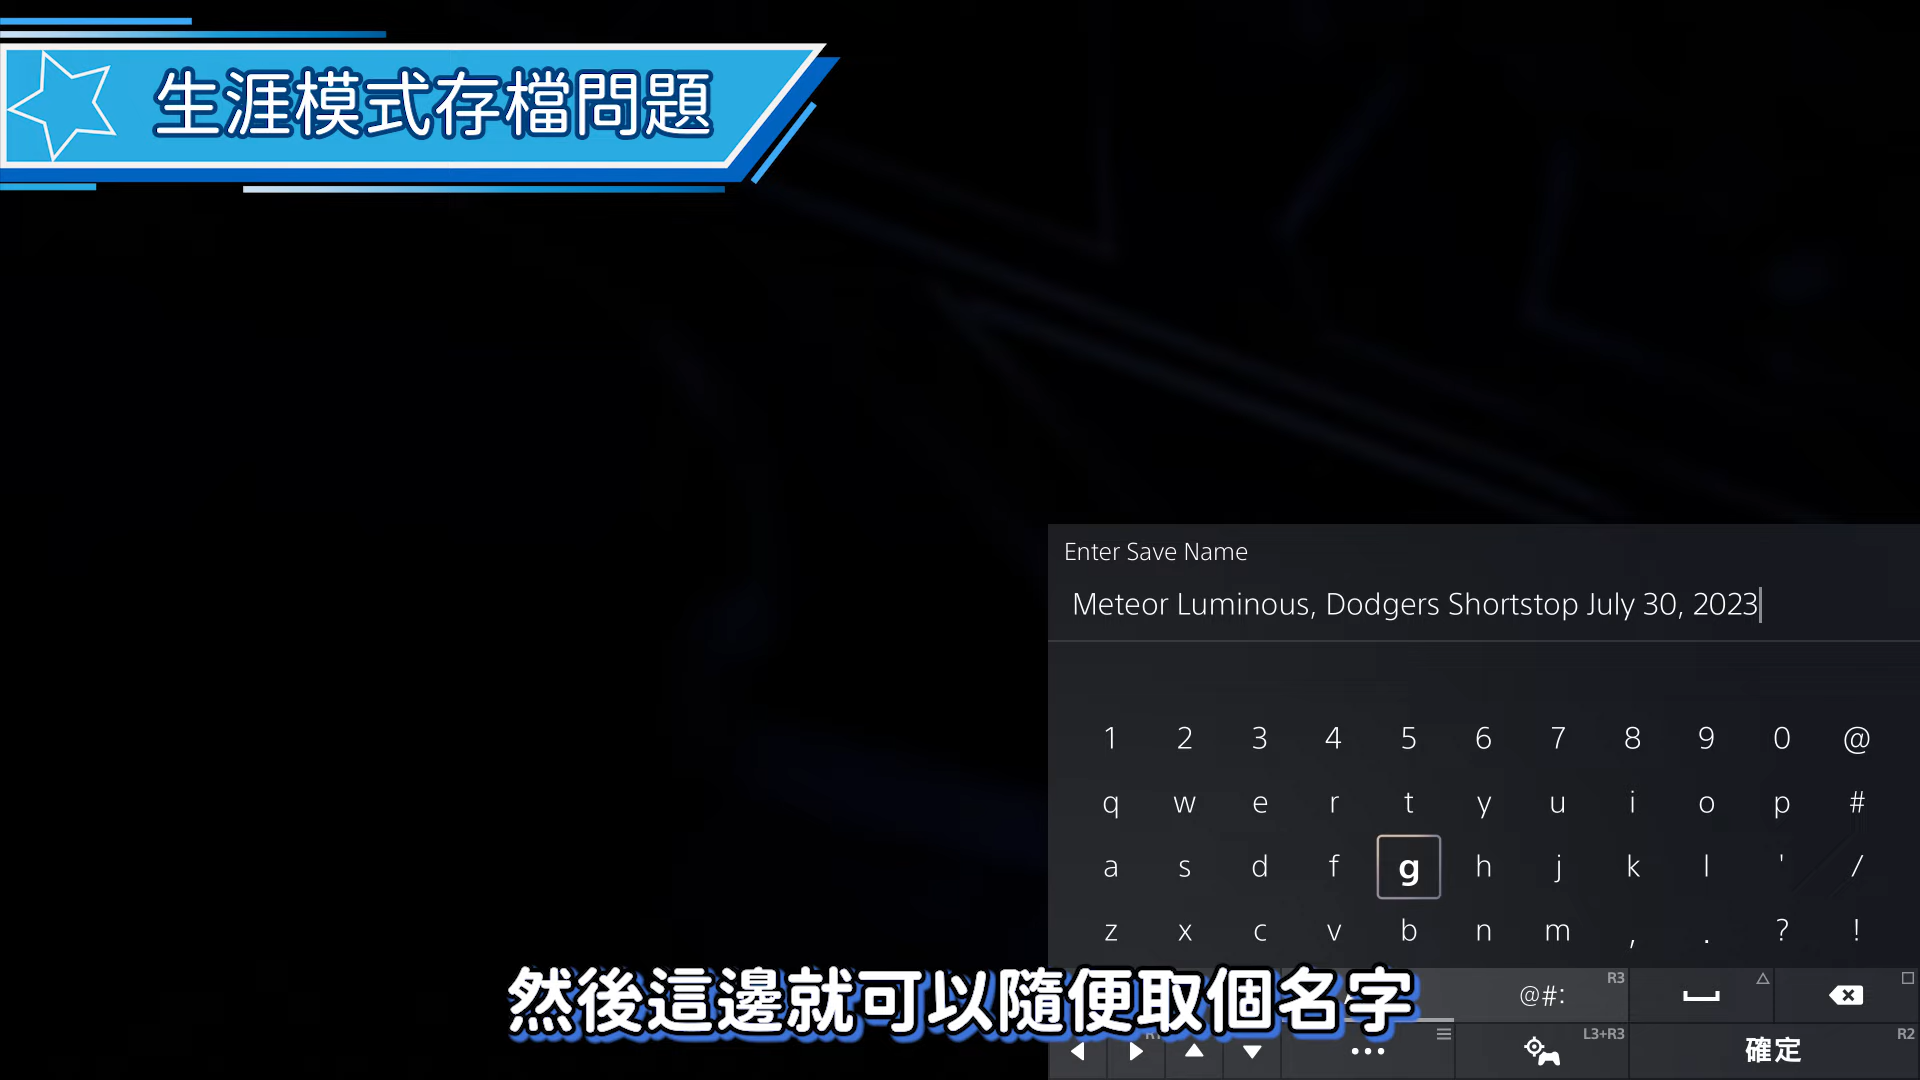 生涯模式存檔問題
Enter Save Name
Meteor Luminous, Dodgers Shortstop July 30, 2023
1 2 3 4 5 6 7 8 9 0 @
q w e r t y u i o p #
a s d f g h j k l ' /
z x c v b n m , . ? !
然後這邊就可以隨便取個名字
@#: R3
L3+R3
確定 R2